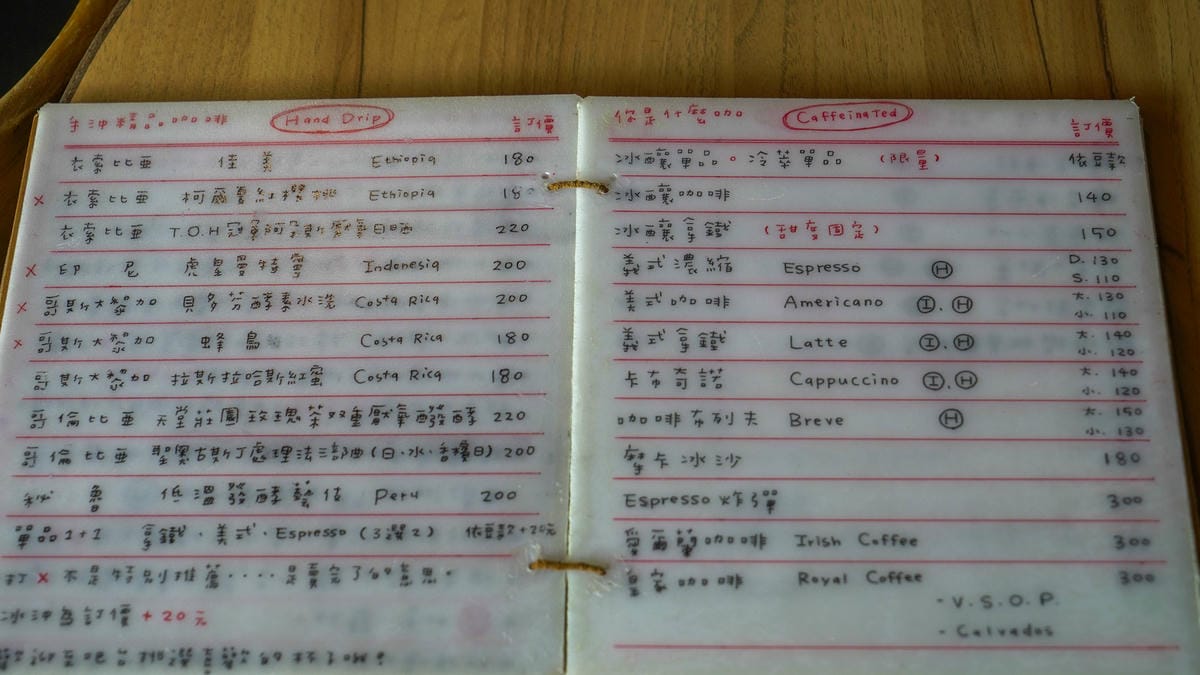 手沖精品咖啡 Hand Drip 訂價
衣索比亞 佳美 Ethiopia 180
× 衣索比亞 柯爾魯紅櫻桃 Ethiopia 18
衣索比亞 T.O.H 冠軍 日晒 220
× 印尼 虎皇曼特寧 Indonesia 200
× 哥斯大黎加 貝多芬酵素水洗 Costa Rica 200
× 哥斯大黎加 蜂鳥 Costa Rica 180
哥斯大黎加 拉斯拉哈斯紅蜜 Costa Rica 180
哥倫比亞 天堂莊園玫瑰茶双重厭氧酦發酵 220
哥倫比亞 聖奧古斯丁處理法三部曲(日、水、香檳日) 200
秘魯 低溫發酵藝伎 Peru 200
單品1+1 拿鐵、美式、Espresso (3選2) 依豆款+20元
打 × 不是特別推薦‥‥是賣完了的意思。
冰沖為訂價 +20元
你是什麼咖 Caffeinated 訂價
冰釀單品。冷萃單品 (限量) 依豆款
冰釀咖啡 140
冰釀拿鐵 (甜度固定) 150
義式濃縮 Espresso Ⓗ D. 130 S. 110
美式咖啡 Americano Ⓘ、Ⓗ 大. 130 小. 110
義式拿鐵 Latte Ⓘ、Ⓗ 大. 140 小. 120
卡布奇諾 Cappuccino Ⓘ、Ⓗ 大. 140 小. 120
咖啡布列夫 Breve Ⓗ 大. 150 小. 130
摩卡冰沙 180
Espresso 炸彈 300
愛爾蘭咖啡 Irish Coffee 300
皇家咖啡 Royal Coffee 300
- V.S.O.P.
- Calvados